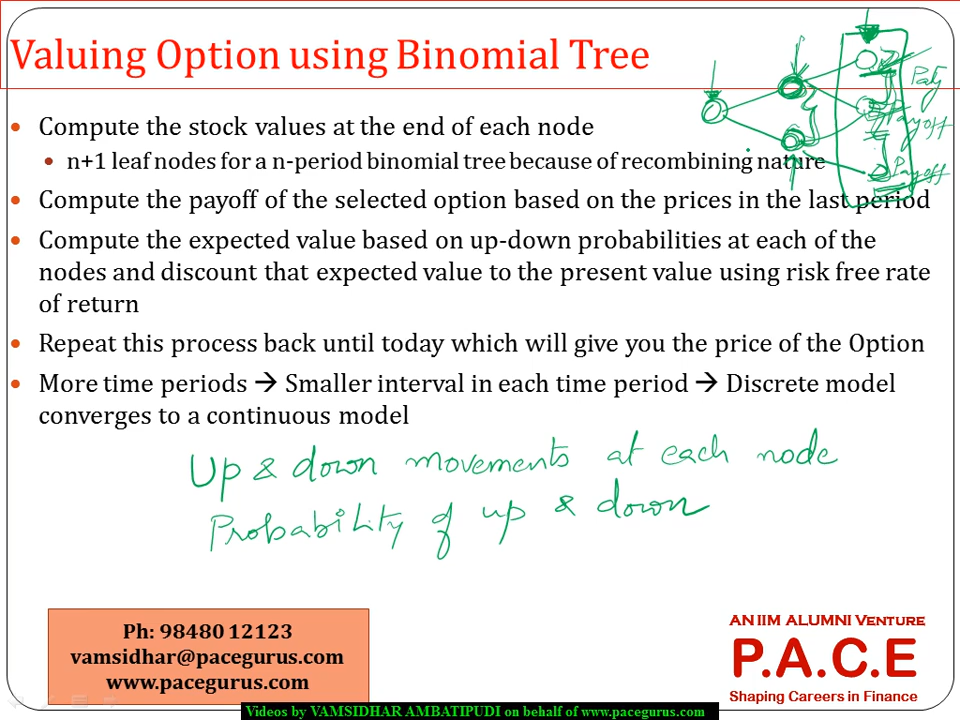 Valuing Option using Binomial Tree
Payoff
Payoff
• Compute the stock values at the end of each node
• n+1 leaf nodes for a n-period binomial tree because of recombining nature
• Compute the payoff of the selected option based on the prices in the last period
• Compute the expected value based on up-down probabilities at each of the
nodes and discount that expected value to the present value using risk free rate
of return
• Repeat this process back until today which will give you the price of the Option
• More time periods → Smaller interval in each time period → Discrete model
converges to a continuous model
Up & down movements at each node
Probability of up & down
Ph: 98480 12123
vamsidhar@pacegurus.com
www.pacegurus.com
AN IIM ALUMNI VENTURE
P.A.C.E
Shaping Careers in Finance
Videos by VAMSIDHAR AMBATIPUDI on behalf of www.pacegurus.com